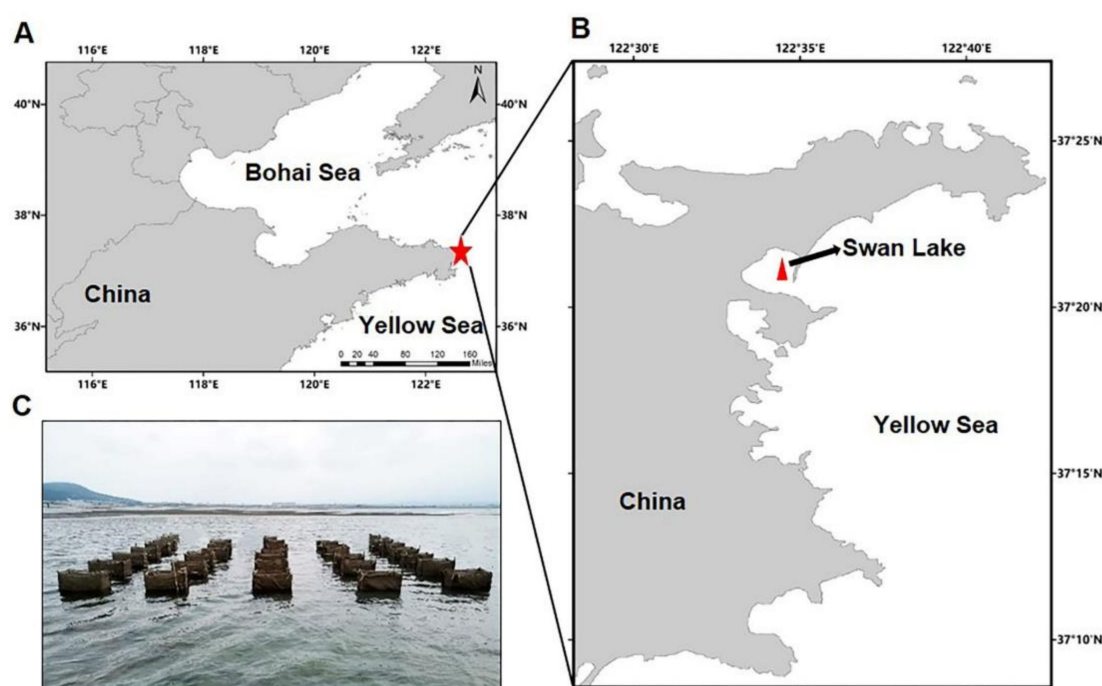 A
116°E 118°E 120°E 122°E
N
40°N 40°N
Bohai Sea
38°N 38°N
China
Yellow Sea
36°N 36°N
0 20 40 80 120 160
Miles
116°E 118°E 120°E 122°E
B
122°30'E 122°35'E 122°40'E
37°25'N
Swan Lake
37°20'N
Yellow Sea
37°15'N
China
37°10'N
C